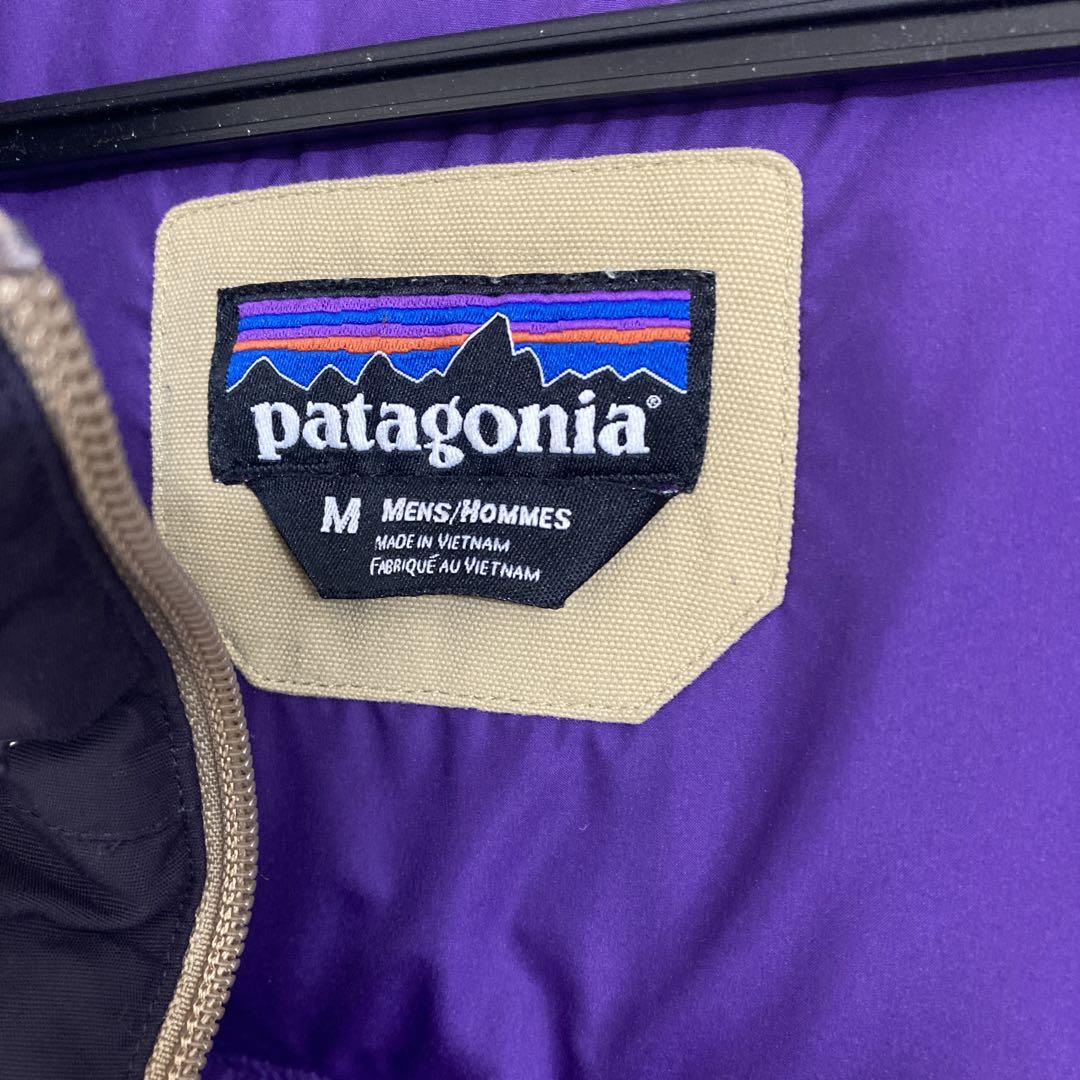 patagonia®
M MENS/HOMMES
MADE IN VIETNAM
FABRIQUÉ AU VIETNAM